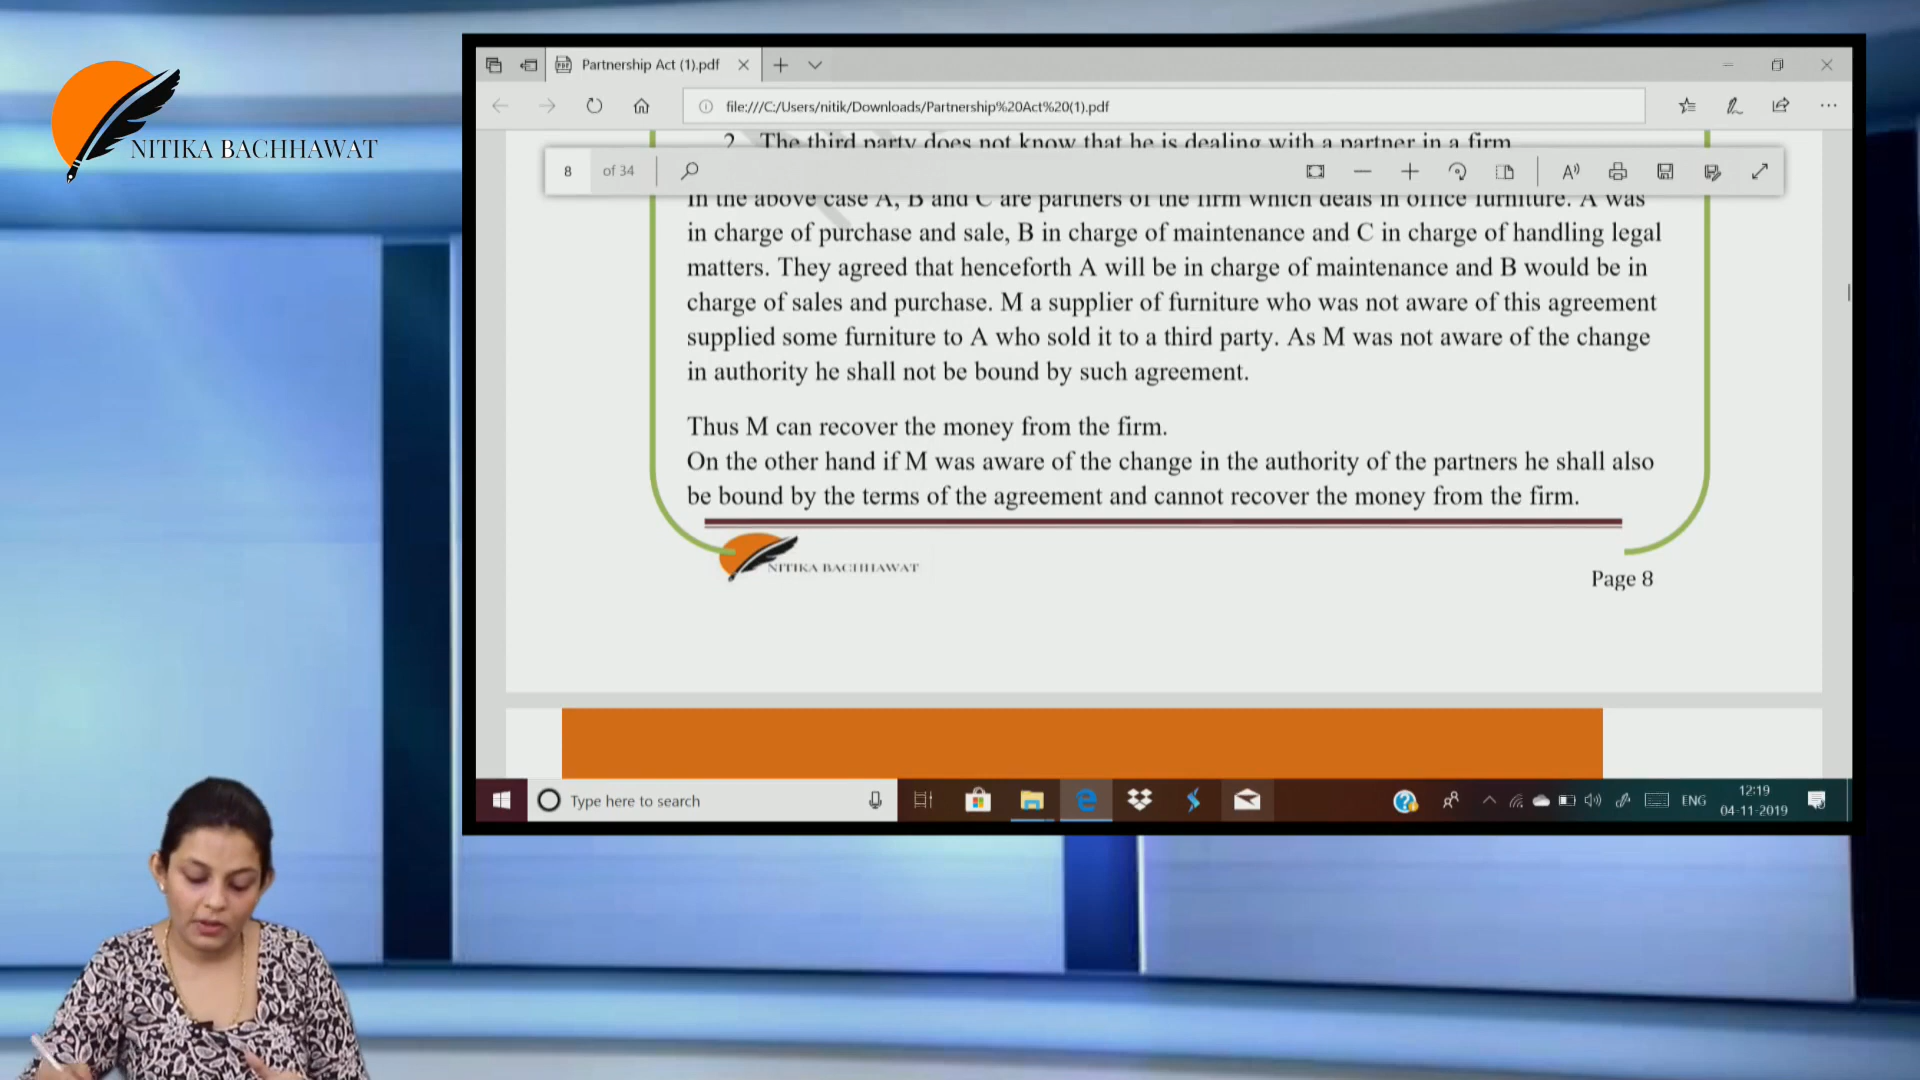 NITIKA BACHHAWAT
Partnership Act (1).pdf
file:///C:/Users/nitik/Downloads/Partnership%20Act%20(1).pdf
2. The third party does not know that he is dealing with a partner in a firm
8 of 34
In the above case A, B and C are partners of the firm which deals in office furniture. A was
in charge of purchase and sale, B in charge of maintenance and C in charge of handling legal
matters. They agreed that henceforth A will be in charge of maintenance and B would be in
charge of sales and purchase. M a supplier of furniture who was not aware of this agreement
supplied some furniture to A who sold it to a third party. As M was not aware of the change
in authority he shall not be bound by such agreement.
Thus M can recover the money from the firm.
On the other hand if M was aware of the change in the authority of the partners he shall also
be bound by the terms of the agreement and cannot recover the money from the firm.
NITIKA BACHHAWAT
Page 8
Type here to search
ENG
12:19
04-11-2019